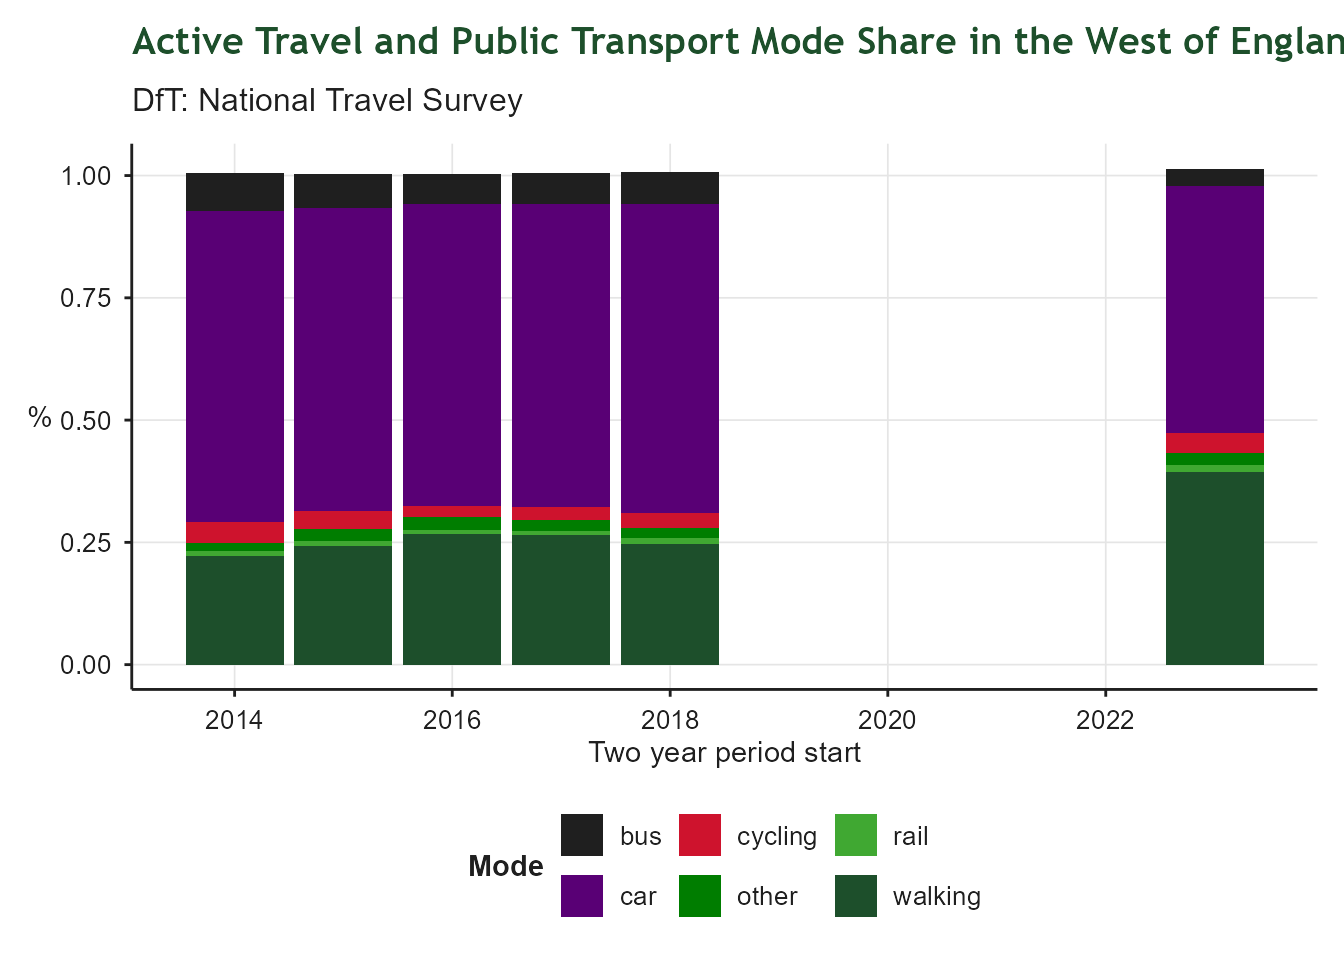 Active Travel and Public Transport Mode Share in the West of Englan
DfT: National Travel Survey
1.00
0.75
% 0.50
0.25
0.00
2014 2016 2018 2020 2022
Two year period start
Mode
bus cycling rail
car other walking